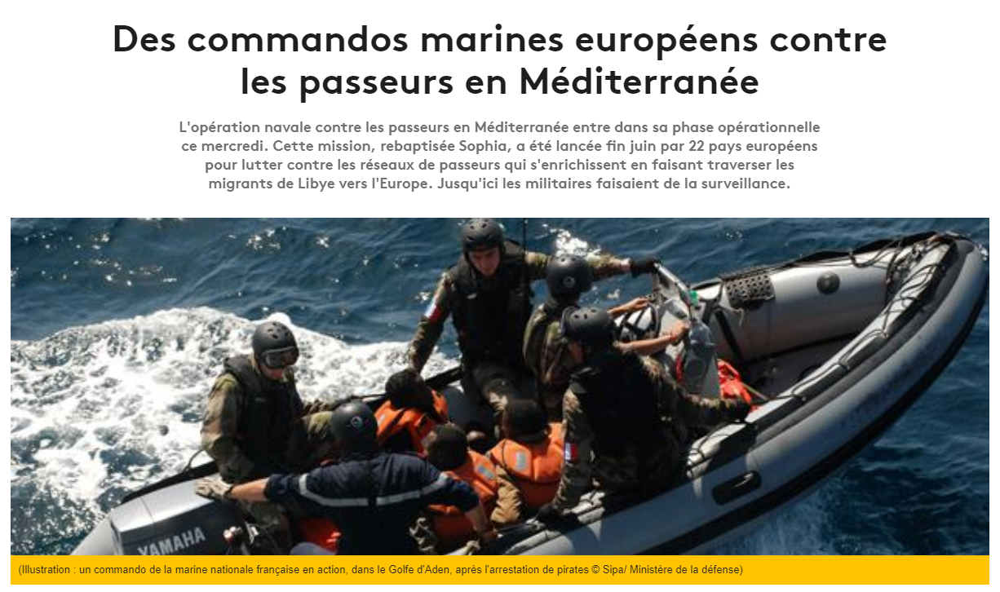 Des commandos marines européens contre
les passeurs en Méditerranée
L'opération navale contre les passeurs en Méditerranée entre dans sa phase opérationnelle
ce mercredi. Cette mission, rebaptisée Sophia, a été lancée fin juin par 22 pays européens
pour lutter contre les réseaux de passeurs qui s'enrichissent en faisant traverser les
migrants de Libye vers l'Europe. Jusqu'ici les militaires faisaient de la surveillance.
YAMAHA
(Illustration : un commando de la marine nationale française en action, dans le Golfe d'Aden, après l'arrestation de pirates © Sipa/ Ministère de la défense)